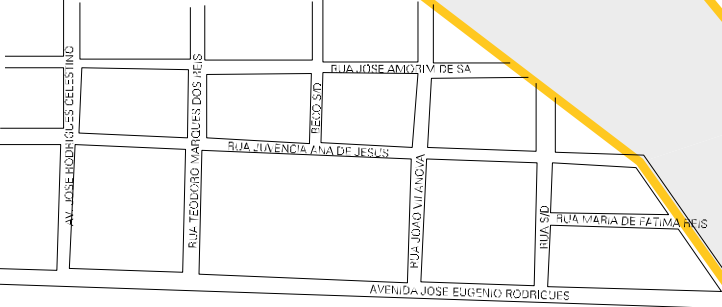 RUA JOSE AMORIM DE SA
AV. JOSE RODRIGUES CELESTINO
RUA TEODORO MARQUES DOS REIS
BECO S/D
RUA JUVENCIA ANA DE JESUS
RUA JOAO VILANOVA
RUA S/D
RUA MARIA DE FATIMA REIS
AVENIDA JOSE EUGENIO RODRIGUES